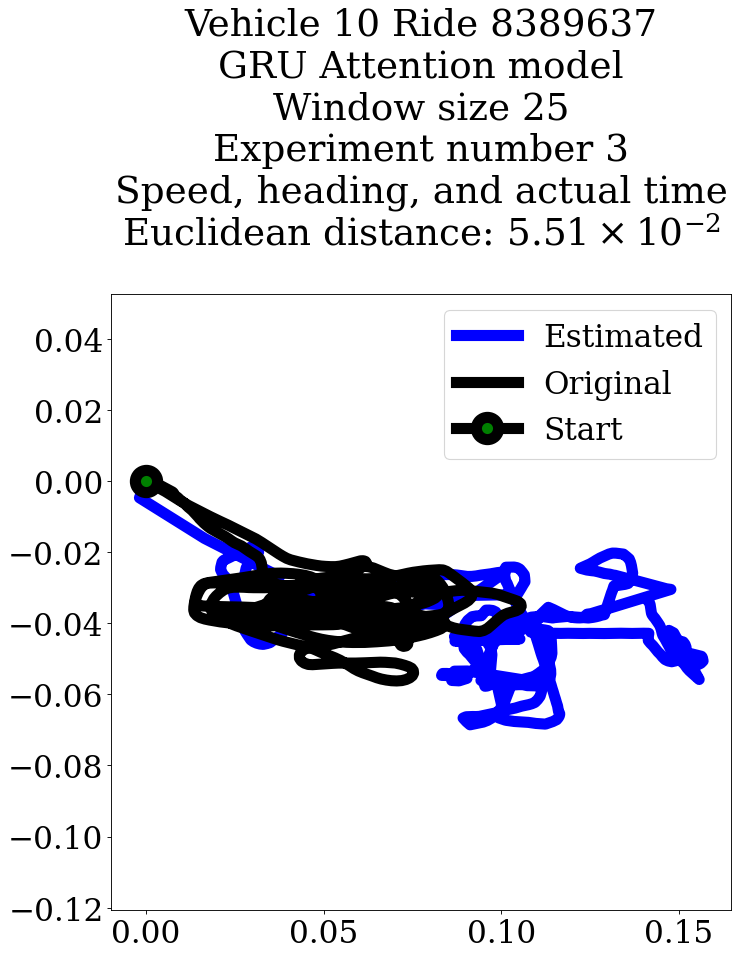 Vehicle 10 Ride 8389637
GRU Attention model
Window size 25
Experiment number 3
Speed, heading, and actual time
Euclidean distance: 5.51 × 10⁻²
Estimated
Original
Start
0.04
0.02
0.00
−0.02
−0.04
−0.06
−0.08
−0.10
−0.12
0.00 0.05 0.10 0.15